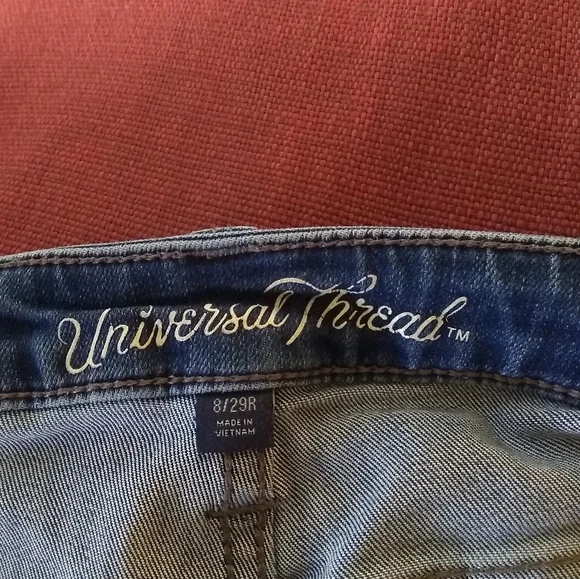 Universal Thread™
8/29R
MADE IN
VIETNAM